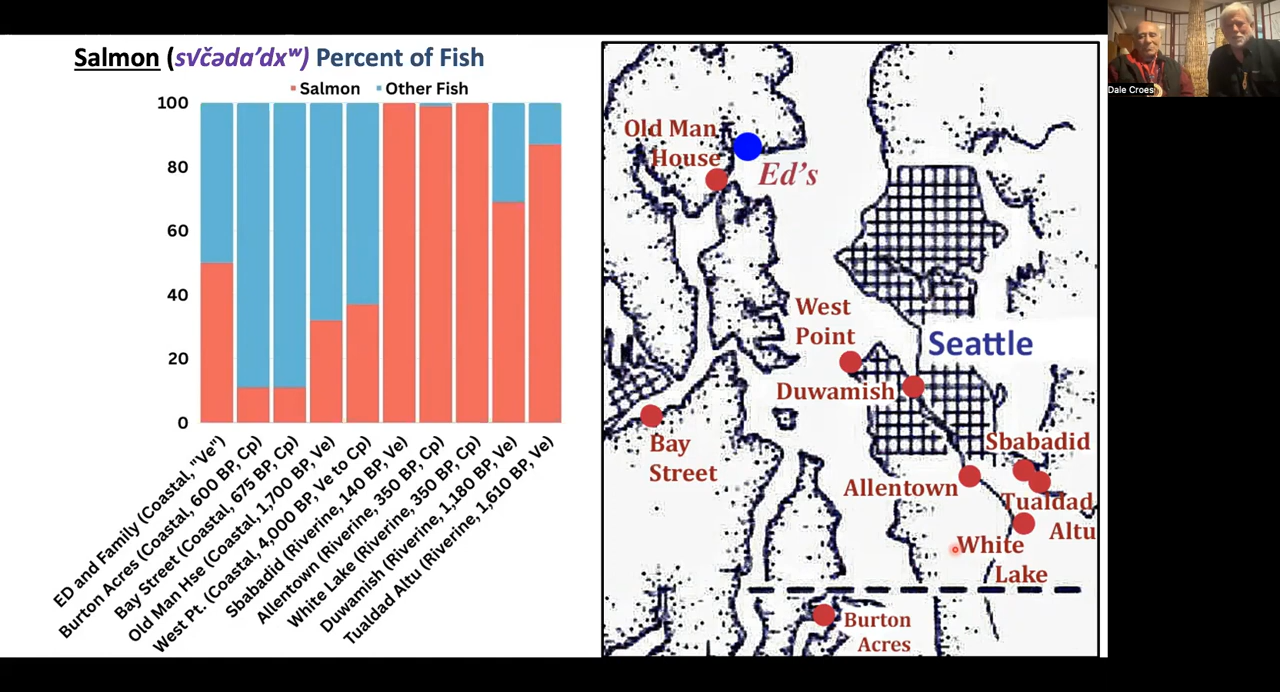 Salmon (s√čəda’dxʷ) Percent of Fish
Salmon Other Fish
100
80
60
40
20
0
ED and Family (Coastal, "Ve")
Burton Acres (Coastal, 600 BP, Cp)
Bay Street (Coastal, 675 BP, Cp)
Old Man Hse (Coastal, 1,700 BP, Ve)
West Pt. (Coastal, 4,000 BP, Ve to Cp)
Sbabadid (Riverine, 140 BP, Ve)
Allentown (Riverine, 350 BP, Cp)
White Lake (Riverine, 350 BP, Cp)
Duwamish (Riverine, 1,180 BP, Ve)
Tualdad Altu (Riverine, 1,610 BP, Ve)
Old Man
House
Ed's
West
Point
Seattle
Duwamish
Bay
Street
Sbabadid
Allentown
Tualdad
Altu
White
Lake
Burton
Acres
Dale Croes